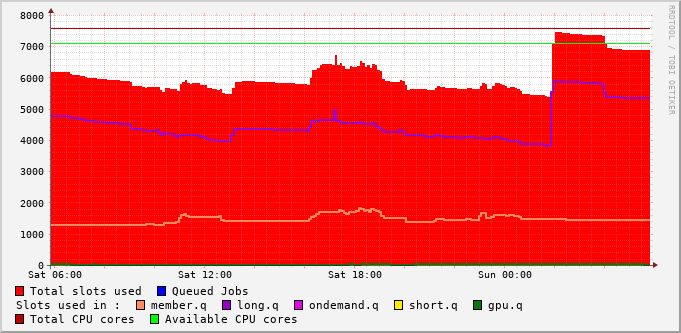 8000
7000
6000
5000
4000
3000
2000
1000
0
Sat 06:00 Sat 12:00 Sat 18:00 Sun 00:00
RRDTOOL / TOBI OETIKER
Total slots used Queued Jobs
Slots used in : member.q long.q ondemand.q short.q gpu.q
Total CPU cores Available CPU cores